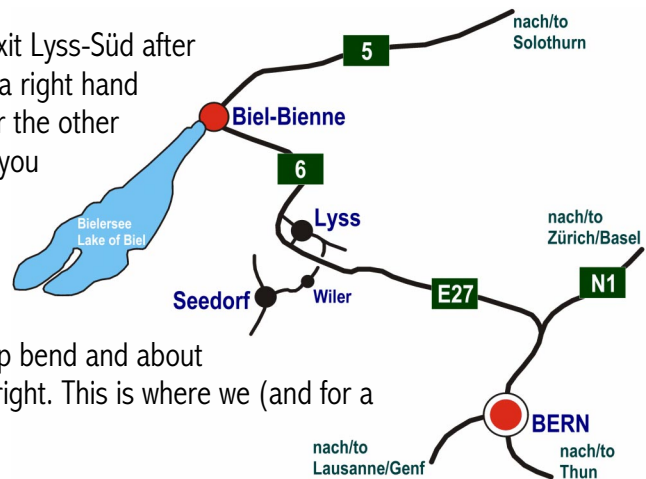 xit Lyss-Süd after
a right hand
r the other
you
p bend and about
right. This is where we (and for a
nach/to
Solothurn
5
Biel-Bienne
6
Bielersee
Lake of Biel
Lyss
nach/to
Zürich/Basel
Seedorf
Wiler
E27
N1
BERN
nach/to
Lausanne/Genf
nach/to
Thun